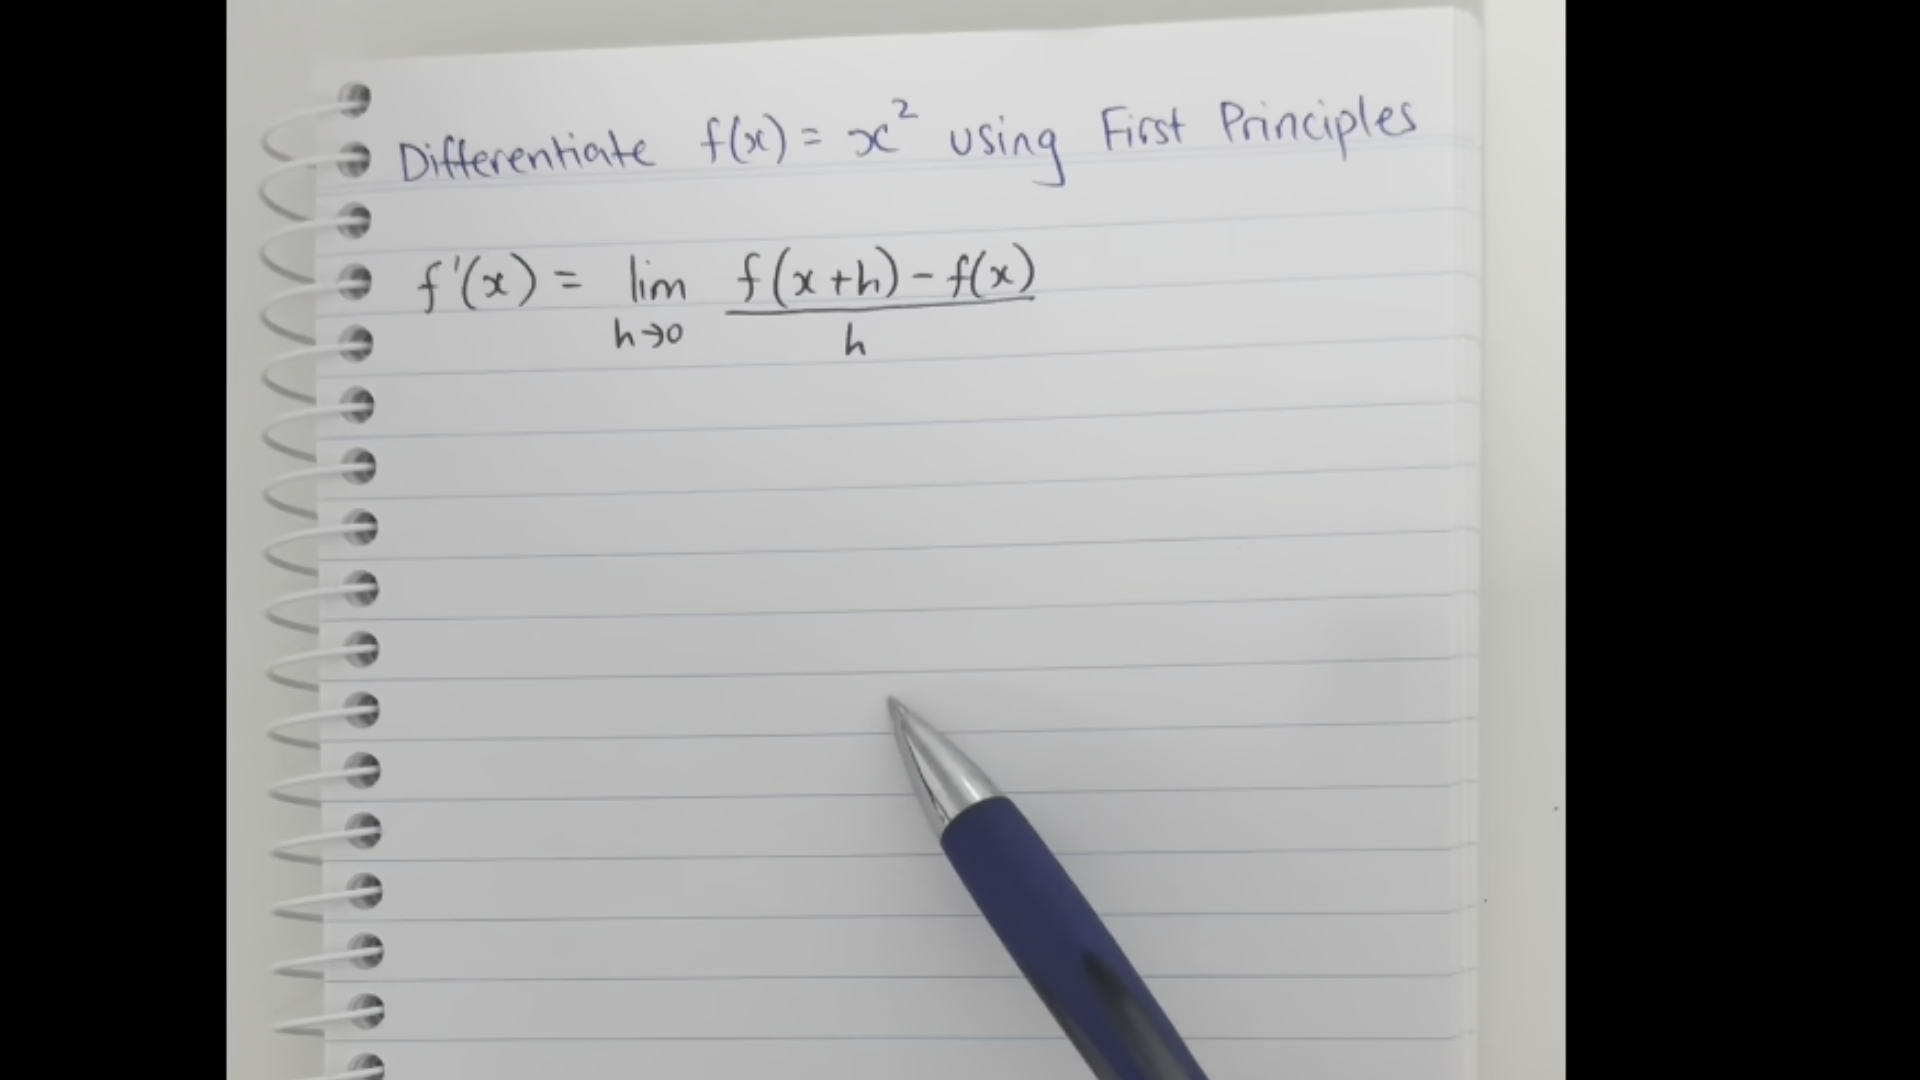 Differentiate f(x) = x² using First Principles
f'(x) = lim h→0 f(x+h) - f(x) / h